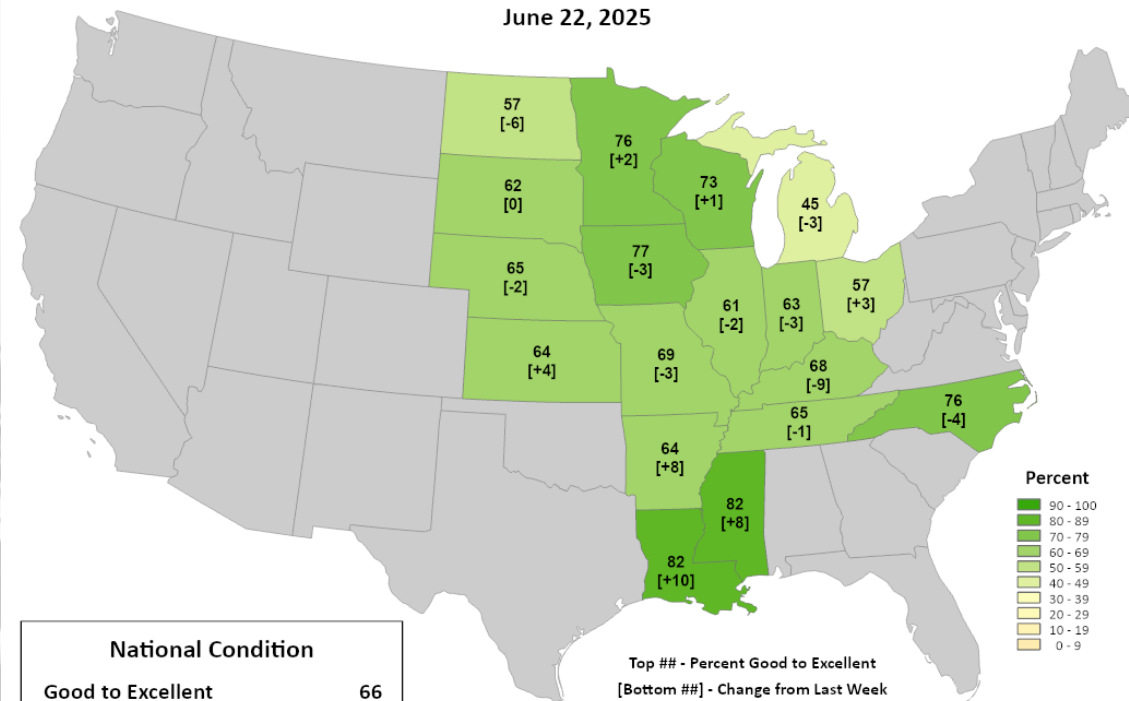 June 22, 2025
57
[-6]
76
[+2]
62
[0]
73
[+1]
45
[-3]
77
[-3]
65
[-2]
57
[+3]
61
[-2]
63
[-3]
64
[+4]
69
[-3]
68
[-9]
76
[-4]
65
[-1]
64
[+8]
82
[+8]
82
[+10]
Percent
90 - 100
80 - 89
70 - 79
60 - 69
50 - 59
40 - 49
30 - 39
20 - 29
10 - 19
0 - 9
National Condition
Good to Excellent 66
Top ## - Percent Good to Excellent
[Bottom ##] - Change from Last Week